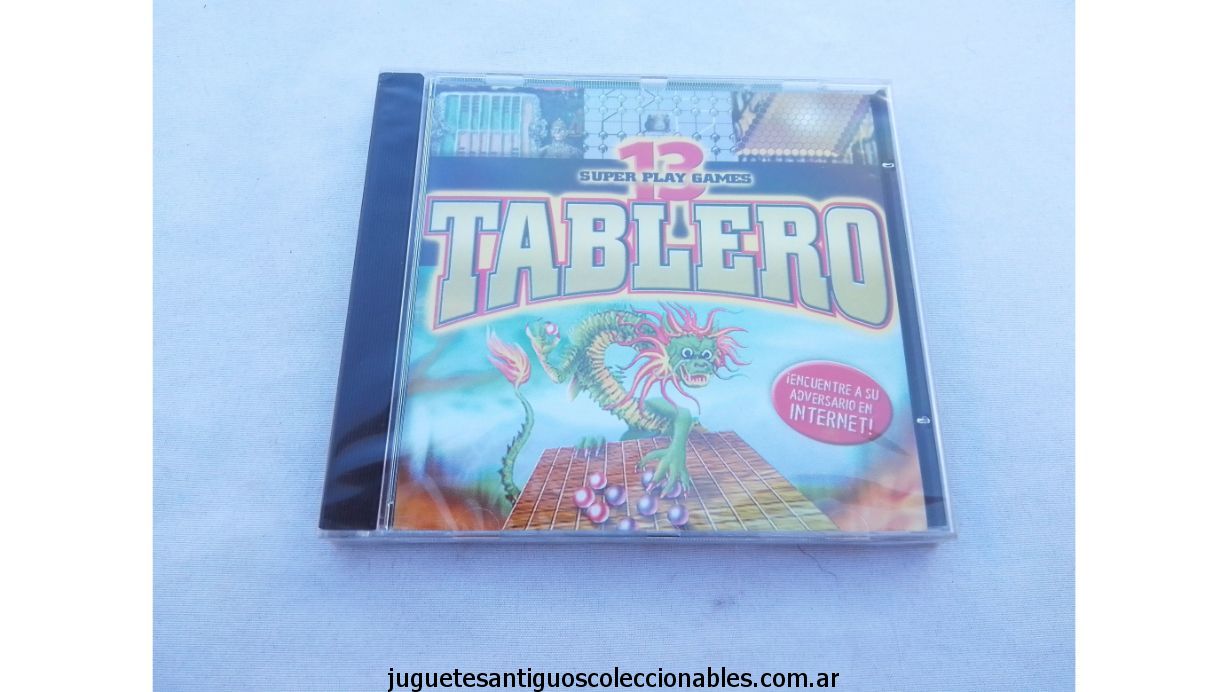 13
SUPER PLAY GAMES
TABLERO
¡ENCUENTRE A SU
ADVERSARIO EN
INTERNET!
juguetesantiguoscoleccionables.com.ar